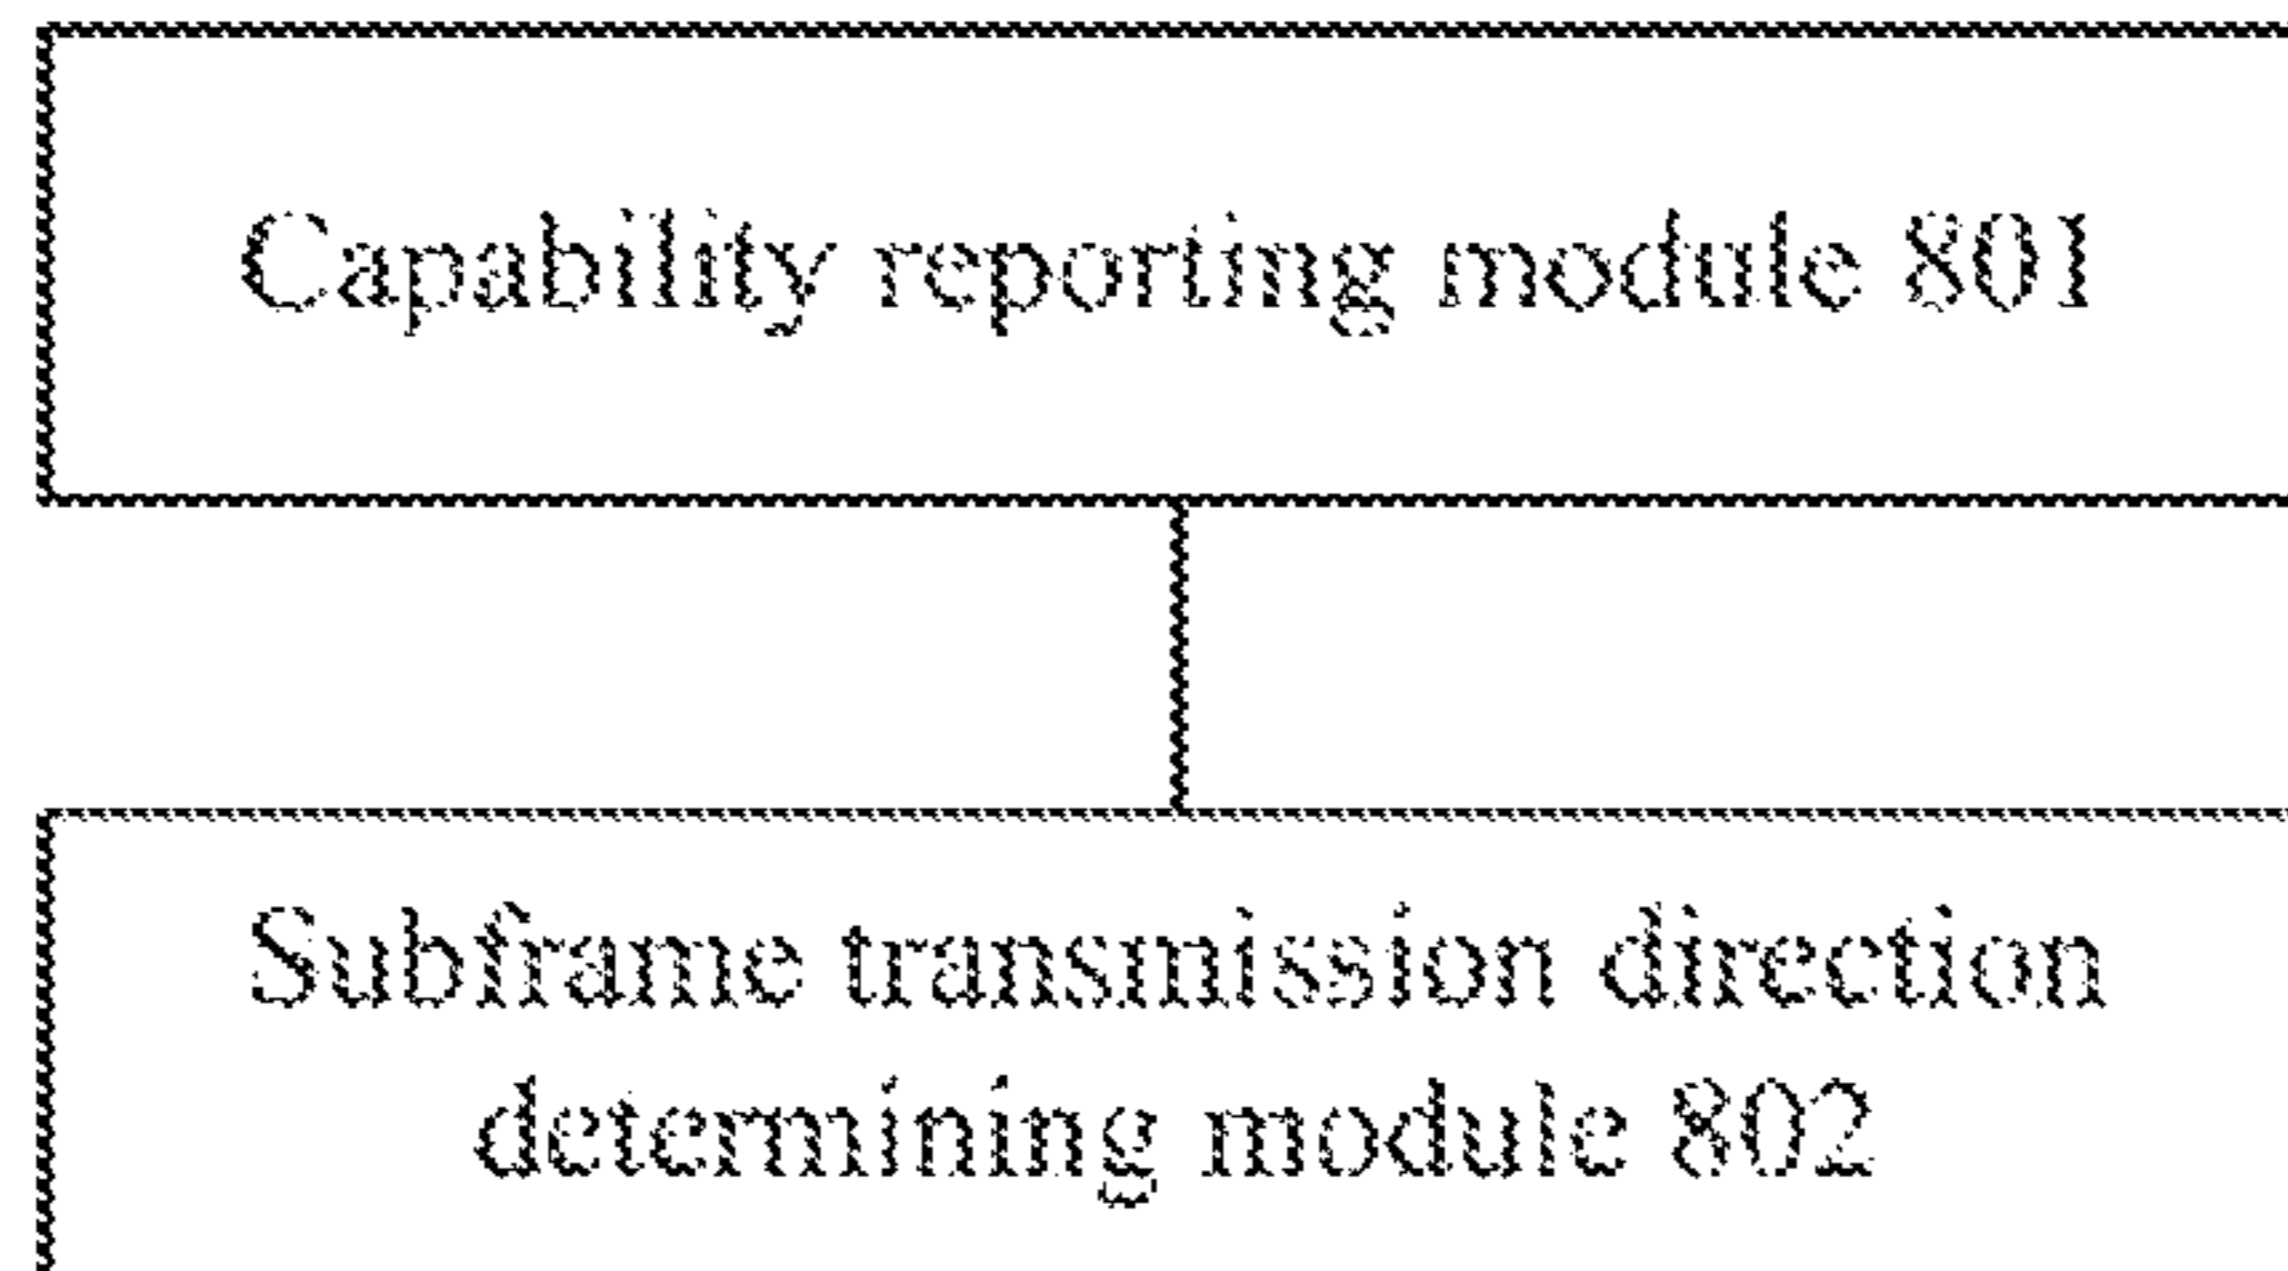 Capability reporting module 801
Subframe transmission direction
determining module 802